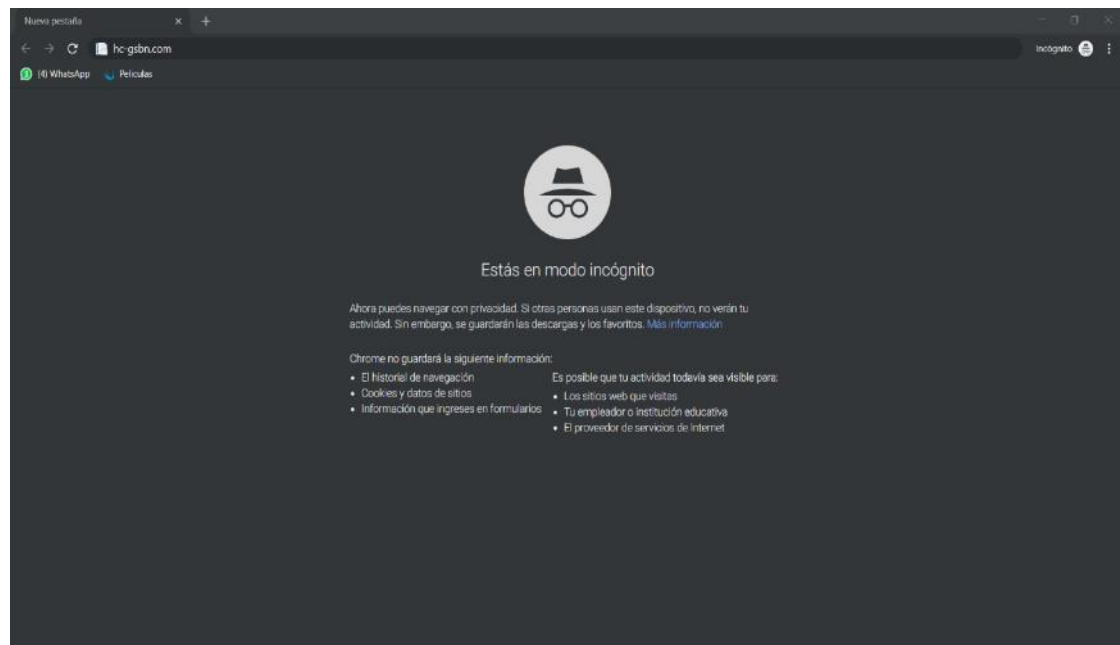 Nueva pestaña
hc-gsbn.com
Incógnito
(4) WhatsApp
Peliculas
Estás en modo incógnito
Ahora puedes navegar con privacidad. Si otras personas usan este dispositivo, no verán tu
actividad. Sin embargo, se guardarán las descargas y los favoritos. Más información
Chrome no guardará la siguiente información:
• El historial de navegación
• Cookies y datos de sitios
• Información que ingreses en formularios
Es posible que tu actividad todavía sea visible para:
• Los sitios web que visitas
• Tu empleador o institución educativa
• El proveedor de servicios de Internet